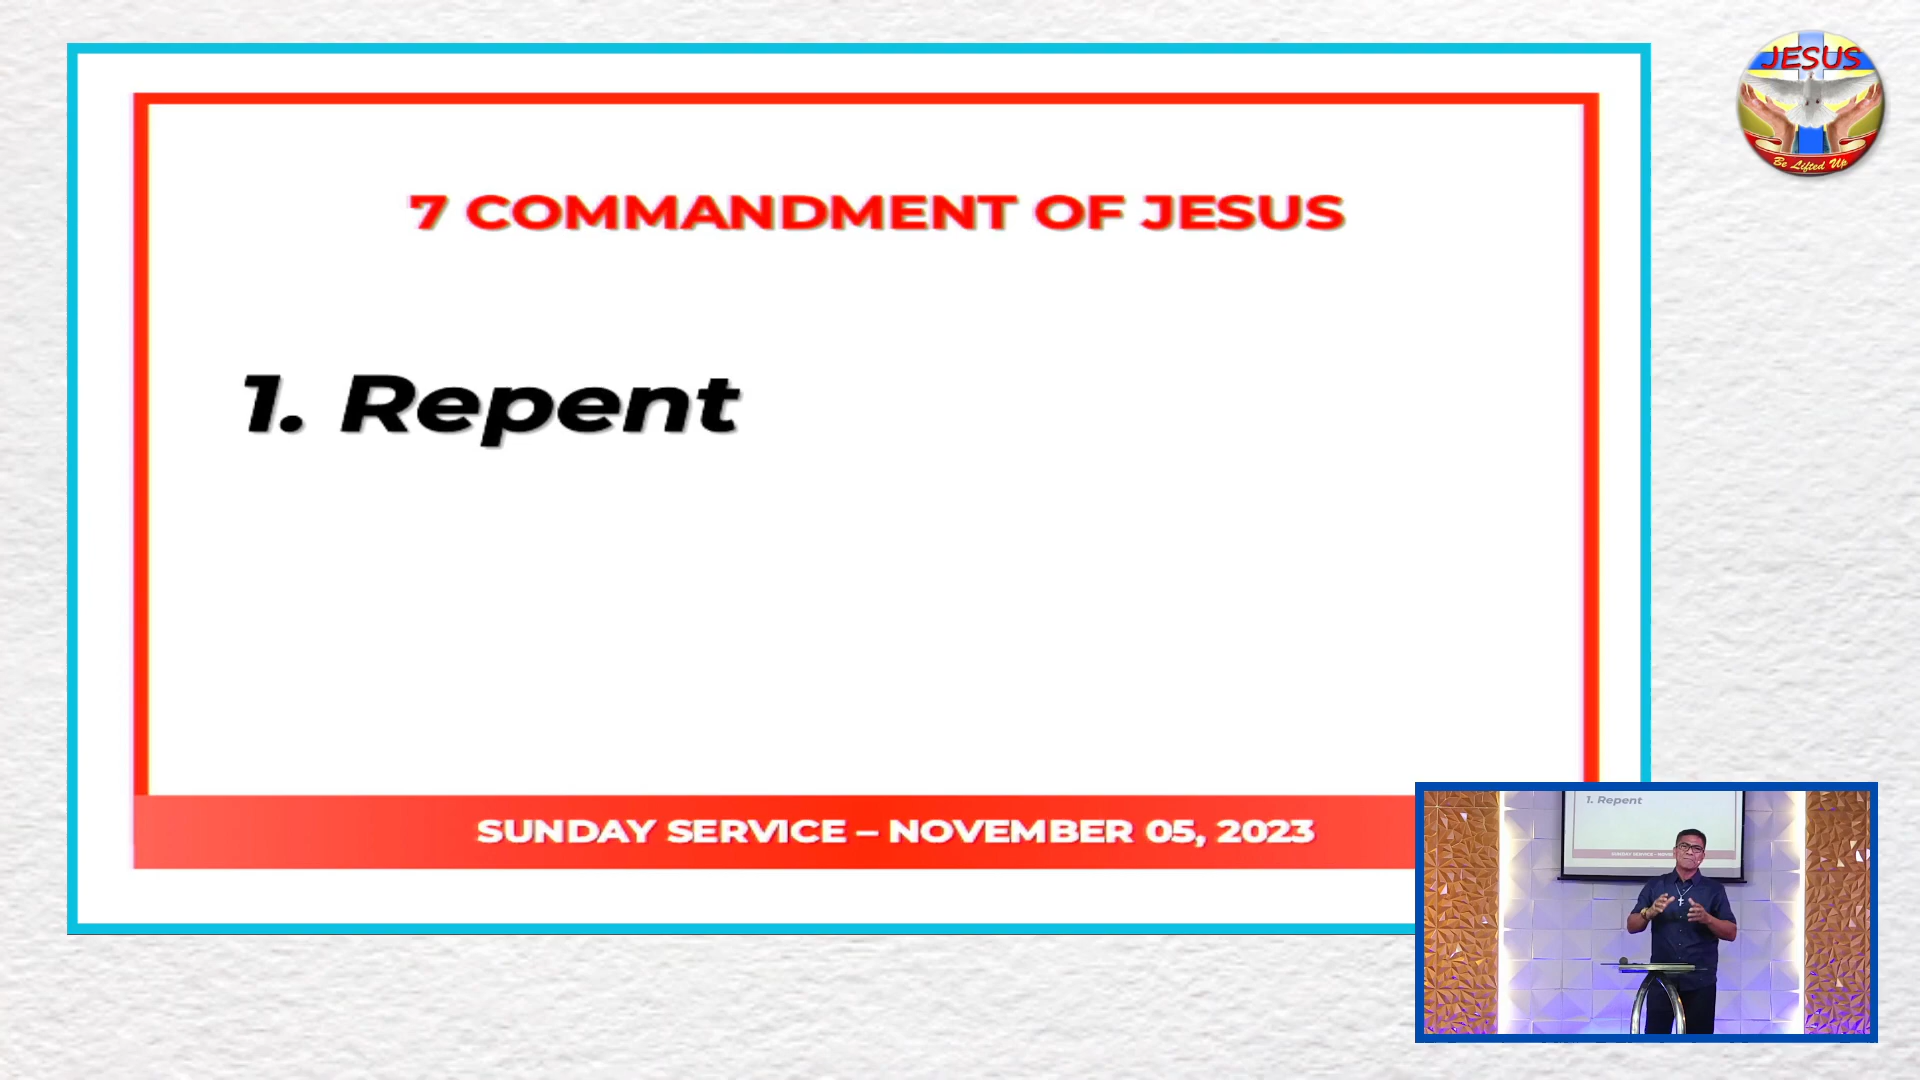 JESUS
Be Lifted Up
7 COMMANDMENT OF JESUS
1. Repent
SUNDAY SERVICE – NOVEMBER 05, 2023
1. Repent